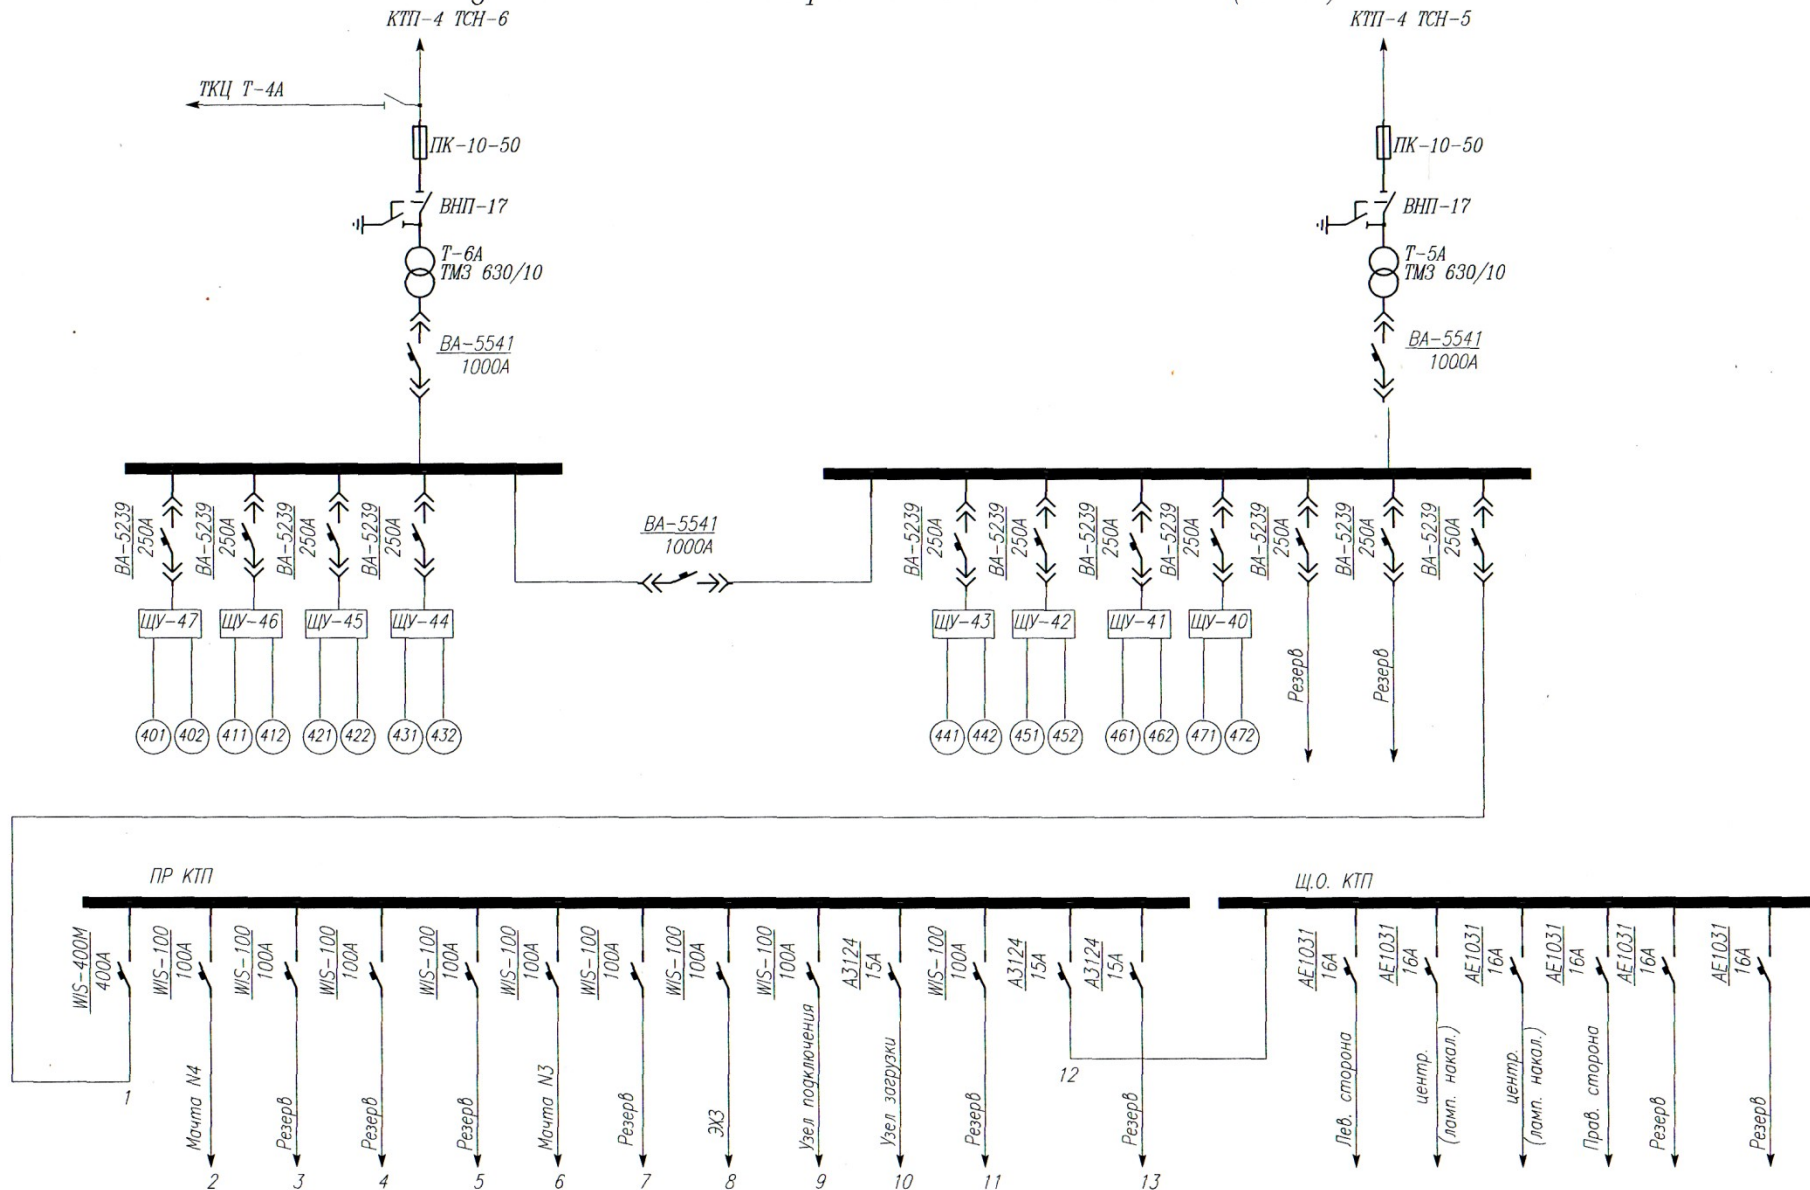 КТП-4 ТСН-6
КТП-4 ТСН-5
ТКЦ Т-4А
ПК-10-50
ПК-10-50
ВНП-17
ВНП-17
Т-6А
ТМЗ 630/10
Т-5А
ТМЗ 630/10
ВА-5541
1000А
ВА-5541
1000А
ВА-5239
250А
ВА-5239
250А
ВА-5239
250А
ВА-5239
250А
ВА-5541
1000А
ВА-5239
250А
ВА-5239
250А
ВА-5239
250А
ВА-5239
250А
ВА-5239
250А
ВА-5239
250А
ВА-5239
250А
ЩУ-47
ЩУ-46
ЩУ-45
ЩУ-44
ЩУ-43
ЩУ-42
ЩУ-41
ЩУ-40
Резерв
Резерв
401
402
411
412
421
422
431
432
441
442
451
452
461
462
471
472
ПР КТП
Щ.О. КТП
WIS-400М
400А
WIS-100
100А
WIS-100
100А
WIS-100
100А
WIS-100
100А
WIS-100
100А
WIS-100
100А
WIS-100
100А
WIS-100
100А
А3124
15А
WIS-100
100А
А3124
15А
А3124
15А
АЕ1031
16А
АЕ1031
16А
АЕ1031
16А
АЕ1031
16А
АЕ1031
16А
АЕ1031
16А
Мачта N4
Резерв
Резерв
Резерв
Мачта N3
Резерв
ЭХЗ
Узел подключения
Узел загрузки
Резерв
Резерв
Лев. сторона
центр.
(ламп. накал.)
центр.
(ламп. накал.)
Прав. сторона
Резерв
Резерв
1
12
2
3
4
5
6
7
8
9
10
11
13